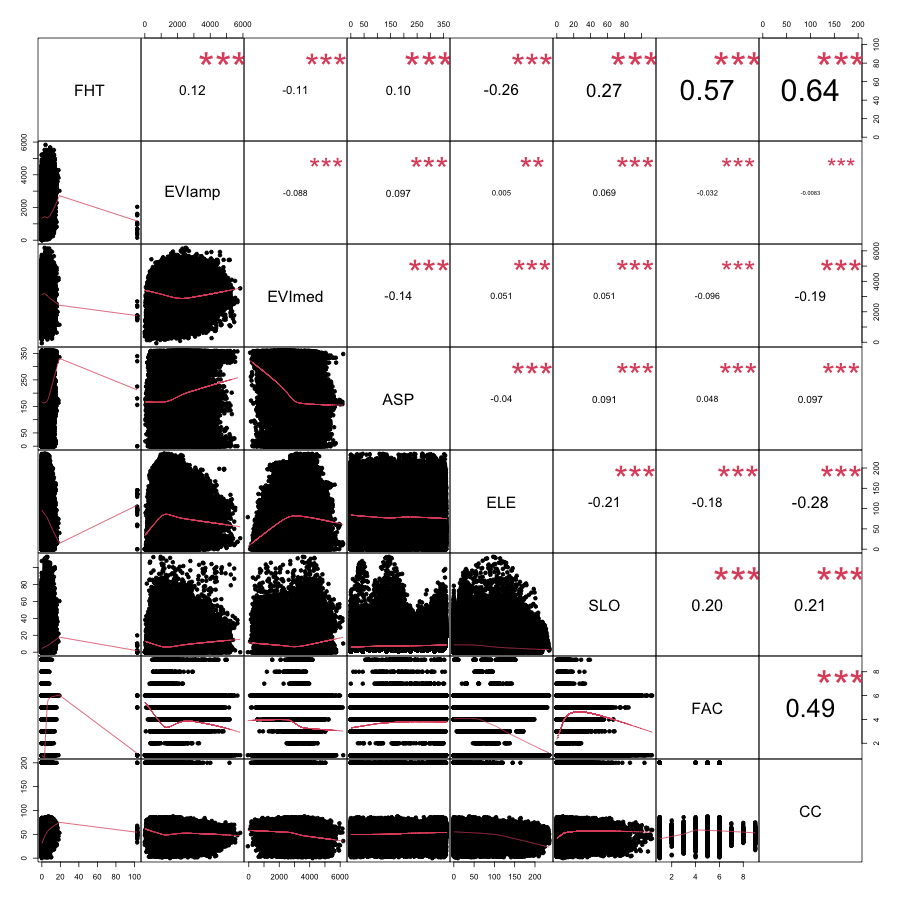 0 2000 4000 6000 0 50 150 250 350 0 20 40 60 80 0 50 100 150 200
FHT *** 0.12 *** -0.11 *** 0.10 *** -0.26 *** 0.27 *** 0.57 *** 0.64 0 20 40 60 80 100
0 2000 4000 6000 EVIamp *** -0.088 *** 0.097 ** 0.005 *** 0.069 *** -0.032 *** -0.0083
EVImed *** -0.14 *** 0.051 *** 0.051 *** -0.096 *** -0.19 0 2000 4000 6000
0 50 150 250 350 ASP *** -0.04 *** 0.091 *** 0.048 *** 0.097
ELE *** -0.21 *** -0.18 *** -0.28 0 50 100 150 200
0 20 40 60 80 SLO *** 0.20 *** 0.21
FAC *** 0.49 2 4 6 8
0 50 100 150 200 CC
0 20 40 60 80 100 0 2000 4000 6000 0 50 100 150 200 2 4 6 8